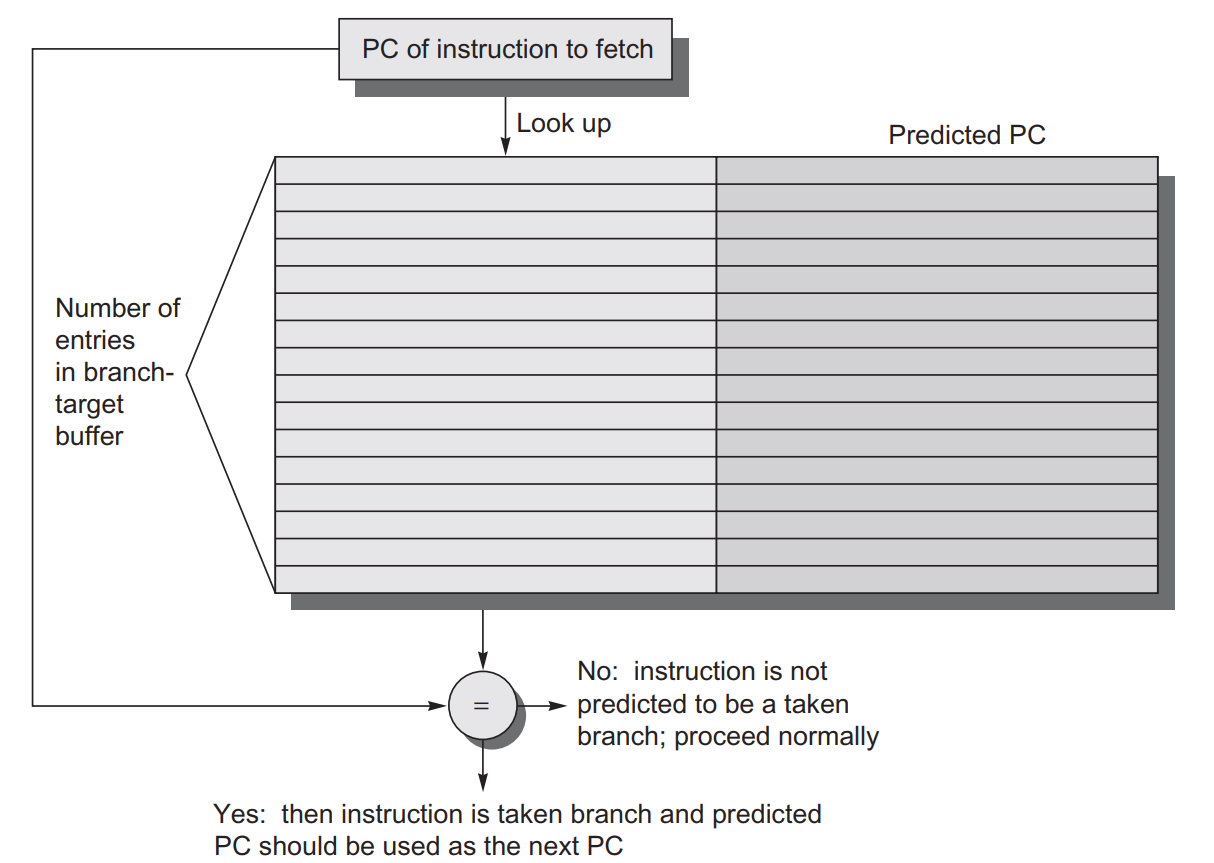 PC of instruction to fetch
Look up
Predicted PC
Number of
entries
in branch-
target
buffer
=
No: instruction is not
predicted to be a taken
branch; proceed normally
Yes: then instruction is taken branch and predicted
PC should be used as the next PC